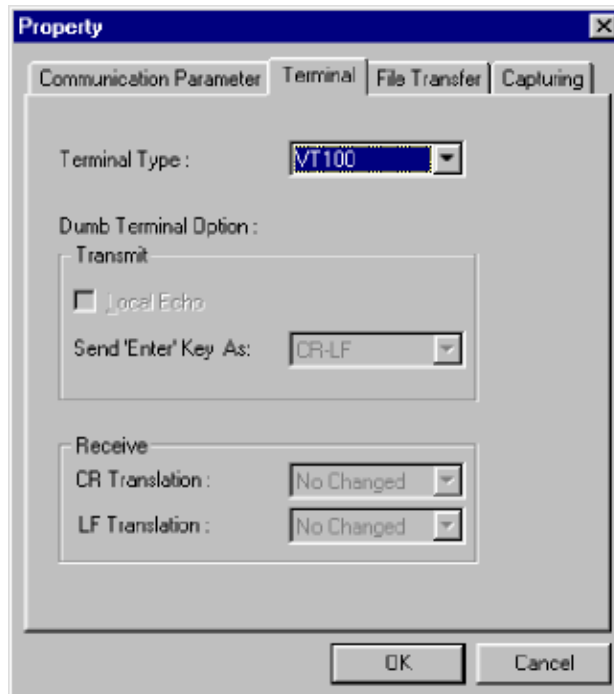 Property
Communication Parameter Terminal File Transfer Capturing
Terminal Type : VT100
Dumb Terminal Option :
Transmit
Local Echo
Send 'Enter' Key As: CR-LF
Receive
CR Translation : No Changed
LF Translation : No Changed
OK Cancel